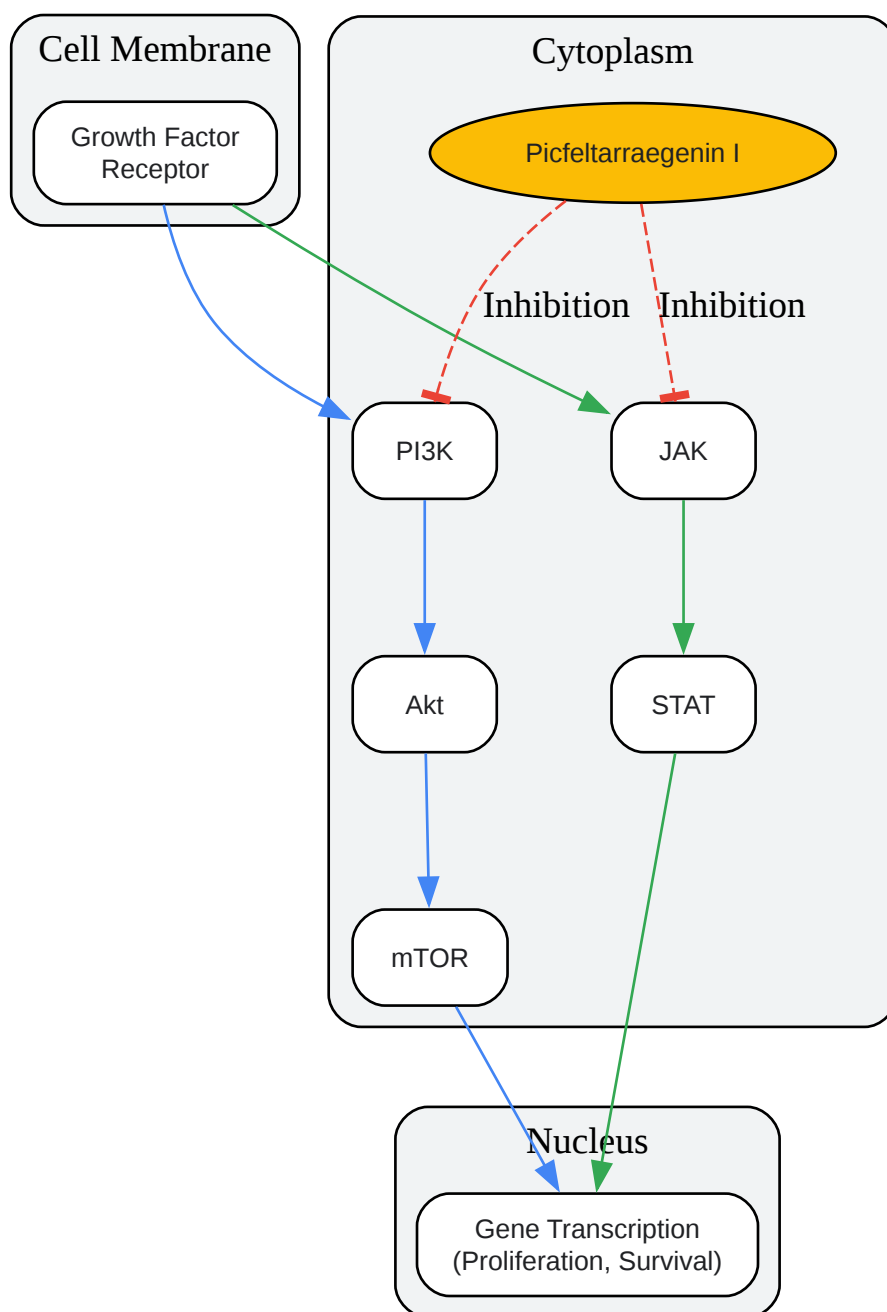 Cell Membrane
Growth Factor
Receptor
Cytoplasm
Picfeltarraegenin I
Inhibition
Inhibition
PI3K
JAK
Akt
STAT
mTOR
Nucleus
Gene Transcription
(Proliferation, Survival)